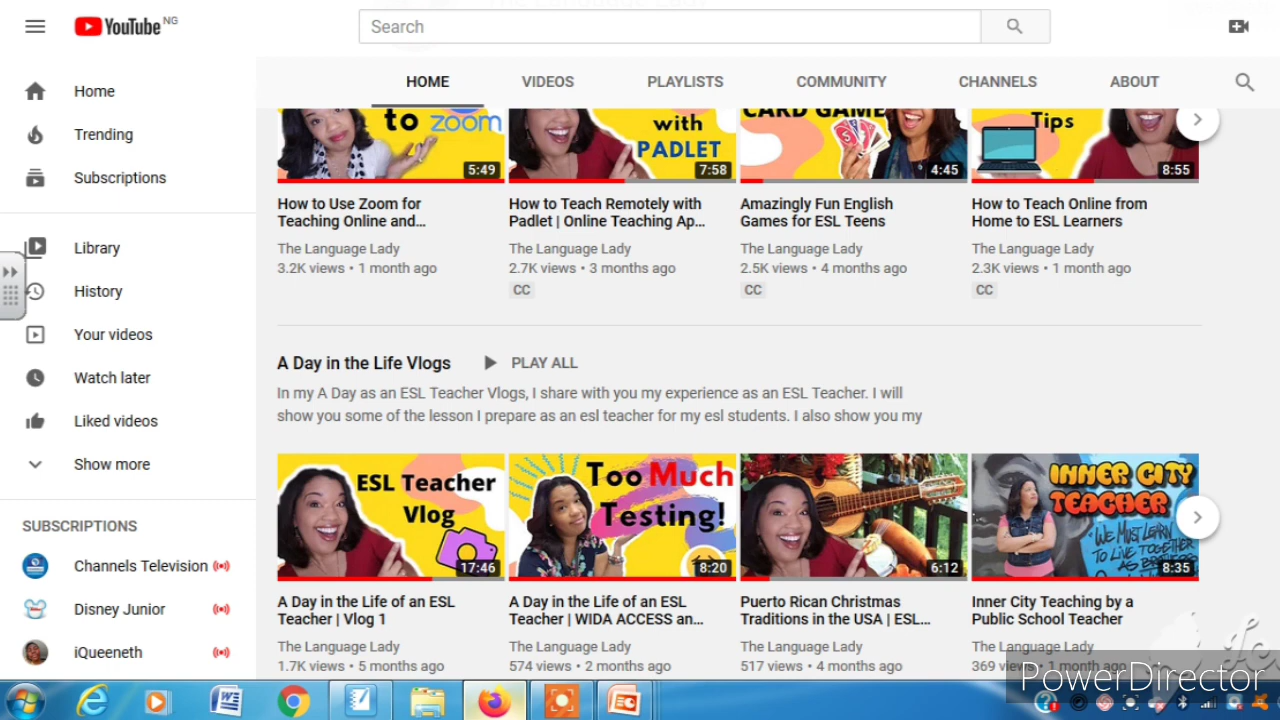 YouTube NG
Search
Home
Trending
Subscriptions
Library
History
Your videos
Watch later
Liked videos
Show more
SUBSCRIPTIONS
Channels Television
Disney Junior
iQueeneth
HOME VIDEOS PLAYLISTS COMMUNITY CHANNELS ABOUT
to zoom
5:49
with
PADLET
7:58
CARD GAME
4:45
Tips
8:55
How to Use Zoom for
Teaching Online and...
The Language Lady
3.2K views • 1 month ago
How to Teach Remotely with
Padlet | Online Teaching Ap...
The Language Lady
2.7K views • 3 months ago
CC
Amazingly Fun English
Games for ESL Teens
The Language Lady
2.5K views • 4 months ago
CC
How to Teach Online from
Home to ESL Learners
The Language Lady
2.3K views • 1 month ago
CC
A Day in the Life Vlogs PLAY ALL
In my A Day as an ESL Teacher Vlogs, I share with you my experience as an ESL Teacher. I will
show you some of the lesson I prepare as an esl teacher for my esl students. I also show you my
ESL Teacher
Vlog
17:46
Too Much
Testing!
8:20
6:12
INNER CITY
TEACHER
"WE MUST LEARN
TO LIVE TOGETHER
AS
8:35
A Day in the Life of an ESL
Teacher | Vlog 1
The Language Lady
1.7K views • 5 months ago
A Day in the Life of an ESL
Teacher | WIDA ACCESS an...
The Language Lady
574 views • 2 months ago
Puerto Rican Christmas
Traditions in the USA | ESL...
The Language Lady
517 views • 4 months ago
Inner City Teaching by a
Public School Teacher
The Language Lady
369 views • 1 month ago
PowerDirector